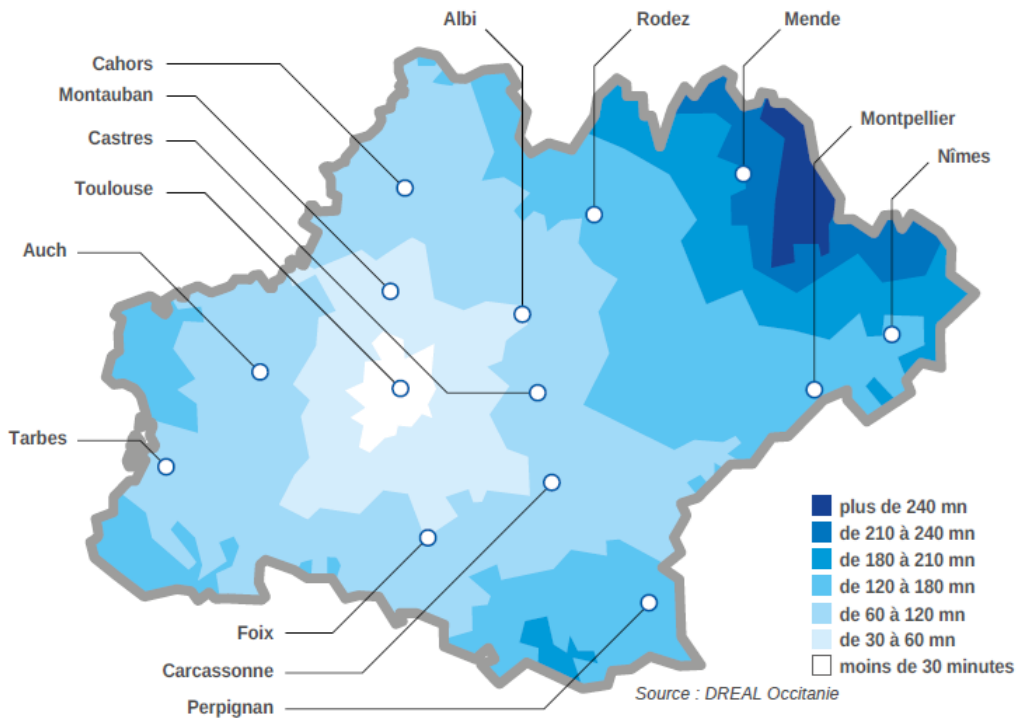 Albi
Rodez
Mende
Cahors
Montauban
Castres
Montpellier
Toulouse
Nîmes
Auch
Tarbes
plus de 240 mn
de 210 à 240 mn
de 180 à 210 mn
de 120 à 180 mn
de 60 à 120 mn
de 30 à 60 mn
moins de 30 minutes
Foix
Carcassonne
Perpignan
Source : DREAL Occitanie